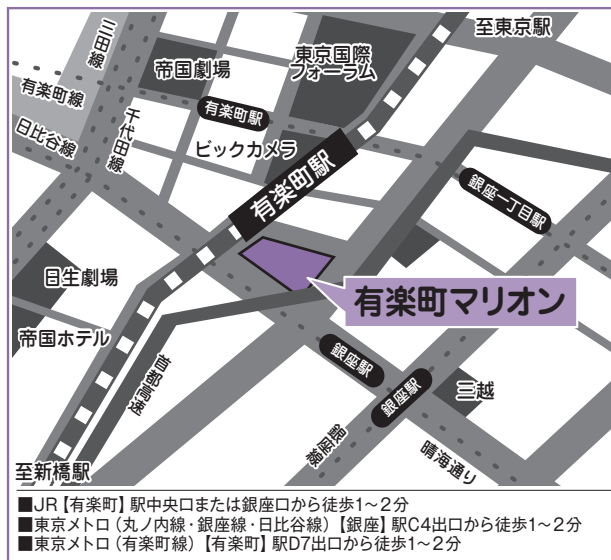 三田線
至東京駅
帝国劇場
東京国際
フォーラム
有楽町線
有楽町駅
日比谷線
千代田線
ビックカメラ
有楽町駅
銀座一丁目駅
日生劇場
有楽町マリオン
帝国ホテル
首都高速
銀座駅
銀座駅
三越
銀座線
晴海通り
至新橋駅
■JR【有楽町】駅中央口または銀座口から徒歩1～2分
■東京メトロ（丸ノ内線・銀座線・日比谷線）【銀座】駅C4出口から徒歩1～2分
■東京メトロ（有楽町線）【有楽町】駅D7出口から徒歩1～2分